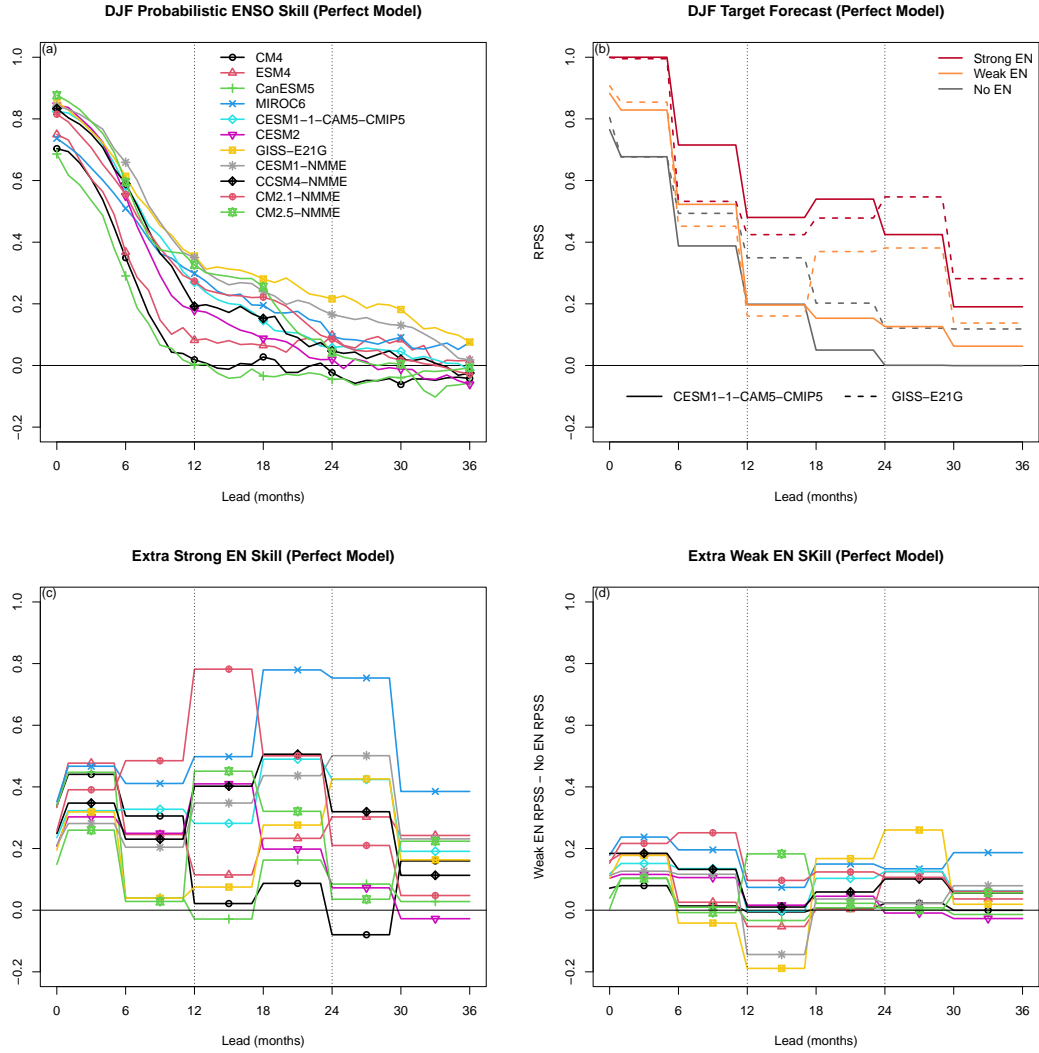 DJF Probabilistic ENSO Skill (Perfect Model)
(a)
1.0
0.8
0.6
0.4
0.2
0.0
−0.2
CM4
ESM4
CanESM5
MIROC6
CESM1−1−CAM5−CMIP5
CESM2
GISS−E21G
CESM1−NMME
CCSM4−NMME
CM2.1−NMME
CM2.5−NMME
0 6 12 18 24 30 36
Lead (months)
DJF Target Forecast (Perfect Model)
(b)
RPSS
1.0
0.8
0.6
0.4
0.2
0.0
−0.2
Strong EN
Weak EN
No EN
CESM1−1−CAM5−CMIP5 GISS−E21G
0 6 12 18 24 30 36
Lead (months)
Extra Strong EN Skill (Perfect Model)
(c)
1.0
0.8
0.6
0.4
0.2
0.0
−0.2
0 6 12 18 24 30 36
Lead (months)
Extra Weak EN SKill (Perfect Model)
(d)
Weak EN RPSS − No EN RPSS
1.0
0.8
0.6
0.4
0.2
0.0
−0.2
0 6 12 18 24 30 36
Lead (months)